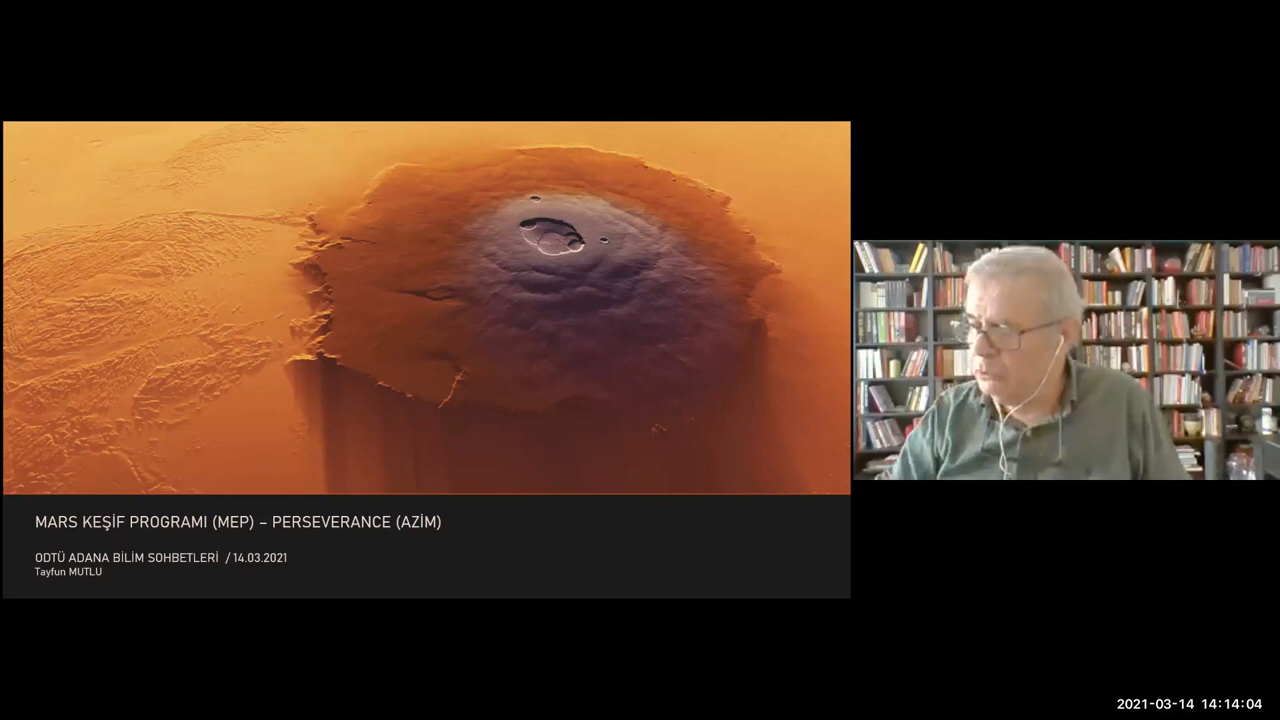 MARS KEŞİF PROGRAMI (MEP) – PERSEVERANCE (AZİM)
ODTÜ ADANA BİLİM SOHBETLERİ / 14.03.2021
Tayfun MUTLU
2021-03-14 14:14:04